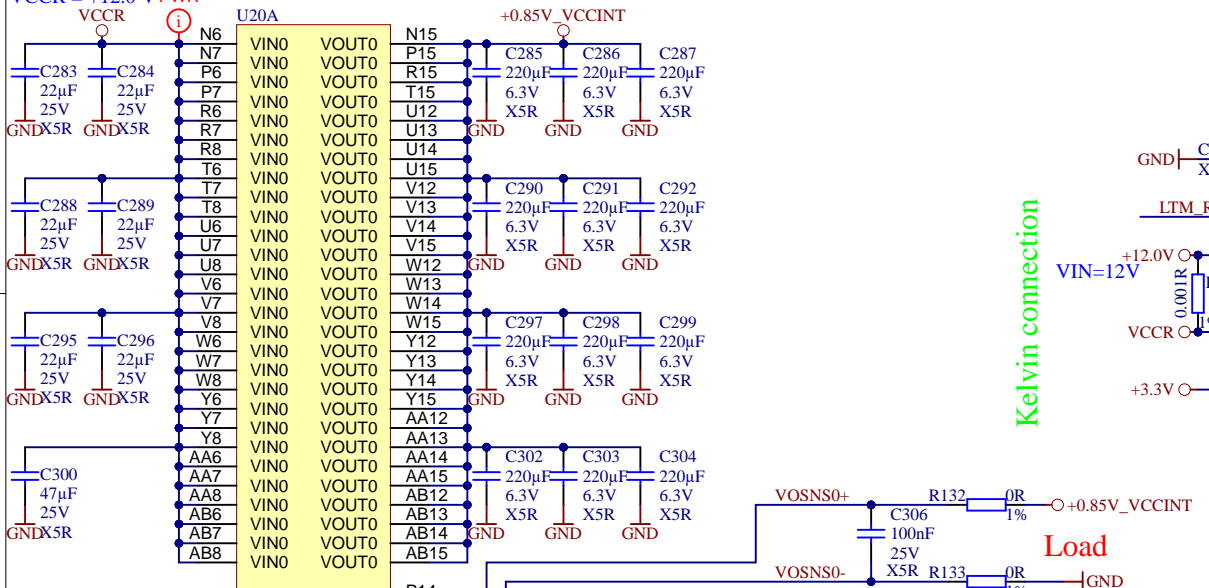 VCCR = +12.0 V PWR
VCCR
i
U20A
+0.85V_VCCINT
N6 VIN0 VOUT0 N15
N7 VIN0 VOUT0 P15
P6 VIN0 VOUT0 R15
P7 VIN0 VOUT0 T15
R6 VIN0 VOUT0 U12
R7 VIN0 VOUT0 U13
R8 VIN0 VOUT0 U14
T6 VIN0 VOUT0 U15
T7 VIN0 VOUT0 V12
T8 VIN0 VOUT0 V13
U6 VIN0 VOUT0 V14
U7 VIN0 VOUT0 V15
U8 VIN0 VOUT0 W12
V6 VIN0 VOUT0 W13
V7 VIN0 VOUT0 W14
V8 VIN0 VOUT0 W15
W6 VIN0 VOUT0 Y12
W7 VIN0 VOUT0 Y13
W8 VIN0 VOUT0 Y14
Y6 VIN0 VOUT0 Y15
Y7 VIN0 VOUT0 AA12
Y8 VIN0 VOUT0 AA13
AA6 VIN0 VOUT0 AA14
AA7 VIN0 VOUT0 AA15
AA8 VIN0 VOUT0 AB12
AB6 VIN0 VOUT0 AB13
AB7 VIN0 VOUT0 AB14
AB8 VIN0 VOUT0 AB15
C283 C284
22µF 22µF
25V 25V
X5R X5R
GND GND
C288 C289
22µF 22µF
25V 25V
X5R X5R
GND GND
C295 C296
22µF 22µF
25V 25V
X5R X5R
GND GND
C300
47µF
25V
X5R
GND
C285 C286 C287
220µF 220µF 220µF
6.3V 6.3V 6.3V
X5R X5R X5R
GND GND GND
C290 C291 C292
220µF 220µF 220µF
6.3V 6.3V 6.3V
X5R X5R X5R
GND GND GND
C297 C298 C299
220µF 220µF 220µF
6.3V 6.3V 6.3V
X5R X5R X5R
GND GND GND
C302 C303 C304
220µF 220µF 220µF
6.3V 6.3V 6.3V
X5R X5R X5R
GND GND GND
Kelvin connection
GND
C
X
LTM_R
+12.0V
VIN=12V
0.001R
VCCR
+3.3V
VOSNS0+
R132 0R
1%
+0.85V_VCCINT
C306
100nF
25V
X5R
Load
VOSNS0-
R133 0R
GND